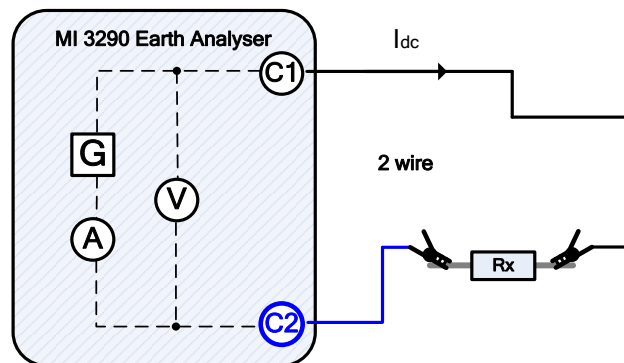 MI 3290 Earth Analyser
C1
Idc
G
2 wire
V
A
Rx
C2